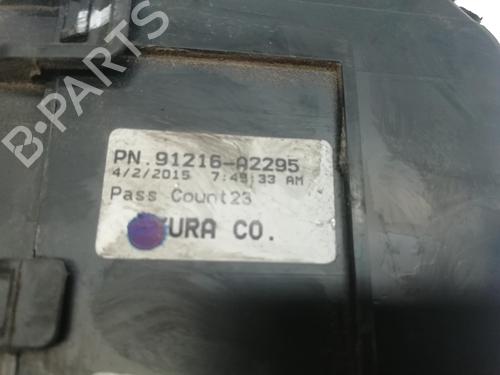 B-PARTS
PN.91216-A2295
4/2/2015 7:49:33 AM
Pass Count23
URA CO.